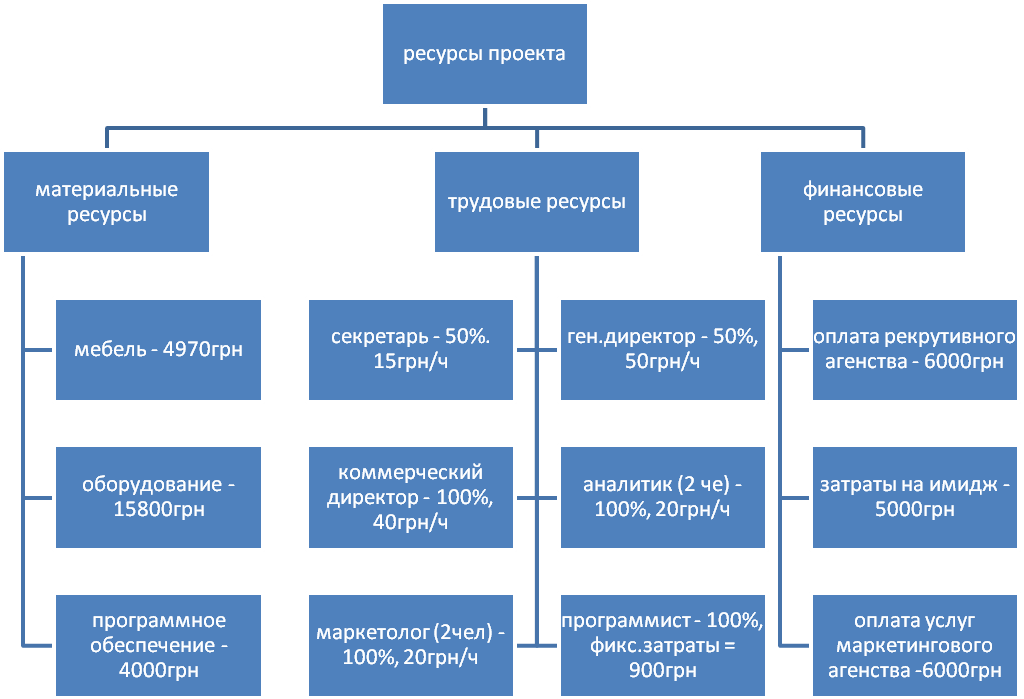 ресурсы проекта
материальные
ресурсы
трудовые ресурсы
финансовые
ресурсы
мебель - 4970грн
секретарь - 50%.
15грн/ч
ген.директор - 50%,
50грн/ч
оплата рекрутивного
агенства - 6000грн
оборудование -
15800грн
коммерческий
директор - 100%,
40грн/ч
аналитик (2 че) -
100%, 20грн/ч
затраты на имидж -
5000грн
программное
обеспечение -
4000грн
маркетолог (2чел) -
100%, 20грн/ч
программист - 100%,
фикс.затраты =
900грн
оплата услуг
маркетингового
агенства -6000грн